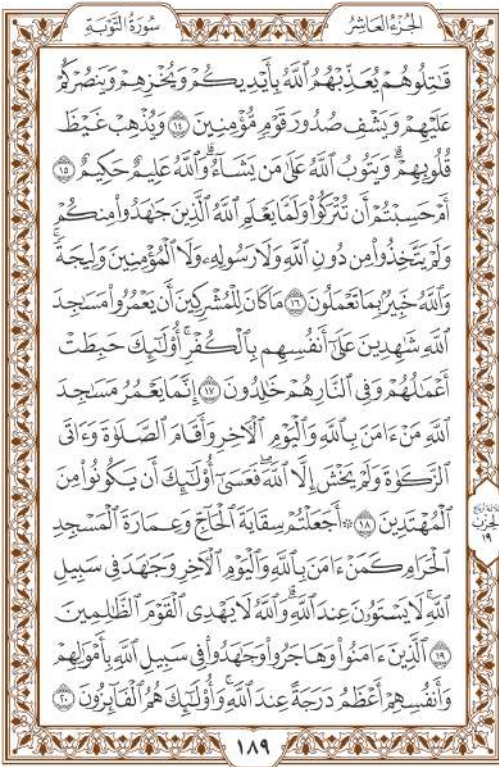 الجُزْءُ العَاشِرُ
سُورَةُ التَّوْبَةِ
قَٰتِلُوهُمْ يُعَذِّبْهُمُ ٱللَّهُ بِأَيْدِيكُمْ وَيُخْزِهِمْ وَيَنصُرْكُمْ
عَلَيْهِمْ وَيَشْفِ صُدُورَ قَوْمٍ مُّؤْمِنِينَ ١٤ وَيُذْهِبْ غَيْظَ
قُلُوبِهِمْۗ وَيَتُوبُ ٱللَّهُ عَلَىٰ مَن يَشَآءُۗ وَٱللَّهُ عَلِيمٌ حَكِيمٌ ١٥
أَمْ حَسِبْتُمْ أَن تُتْرَكُوا۟ وَلَمَّا يَعْلَمِ ٱللَّهُ ٱلَّذِينَ جَٰهَدُوا۟ مِنكُمْ
وَلَمْ يَتَّخِذُوا۟ مِن دُونِ ٱللَّهِ وَلَا رَسُولِهِۦ وَلَا ٱلْمُؤْمِنِينَ وَلِيجَةًۚ
وَٱللَّهُ خَبِيرٌۢ بِمَا تَعْمَلُونَ ١٦ مَا كَانَ لِلْمُشْرِكِينَ أَن يَعْمُرُوا۟ مَسَٰجِدَ
ٱللَّهِ شَٰهِدِينَ عَلَىٰٓ أَنفُسِهِم بِٱلْكُفْرِۚ أُو۟لَٰٓئِكَ حَبِطَتْ
أَعْمَٰلُهُمْ وَفِى ٱلنَّارِ هُمْ خَٰلِدُونَ ١٧ إِنَّمَا يَعْمُرُ مَسَٰجِدَ
ٱللَّهِ مَنْ ءَامَنَ بِٱللَّهِ وَٱلْيَوْمِ ٱلْءَاخِرِ وَأَقَامَ ٱلصَّلَوٰةَ وَءَاتَى
ٱلزَّكَوٰةَ وَلَمْ يَخْشَ إِلَّا ٱللَّهَۖ فَعَسَىٰٓ أُو۟لَٰٓئِكَ أَن يَكُونُوا۟ مِنَ
ٱلْمُهْتَدِينَ ١٨ ۞ أَجَعَلْتُمْ سِقَايَةَ ٱلْحَآجِّ وَعِمَارَةَ ٱلْمَسْجِدِ
ٱلْحَرَامِ كَمَنْ ءَامَنَ بِٱللَّهِ وَٱلْيَوْمِ ٱلْءَاخِرِ وَجَٰهَدَ فِى سَبِيلِ
ٱللَّهِۚ لَا يَسْتَوُۥنَ عِندَ ٱللَّهِۗ وَٱللَّهُ لَا يَهْدِى ٱلْقَوْمَ ٱلظَّٰلِمِينَ
١٩ ٱلَّذِينَ ءَامَنُوا۟ وَهَاجَرُوا۟ وَجَٰهَدُوا۟ فِى سَبِيلِ ٱللَّهِ بِأَمْوَٰلِهِمْ
وَأَنفُسِهِمْ أَعْظَمُ دَرَجَةً عِندَ ٱللَّهِۚ وَأُو۟لَٰٓئِكَ هُمُ ٱلْفَآئِزُونَ ٢٠
الحِزْب
١٩
١٨٩